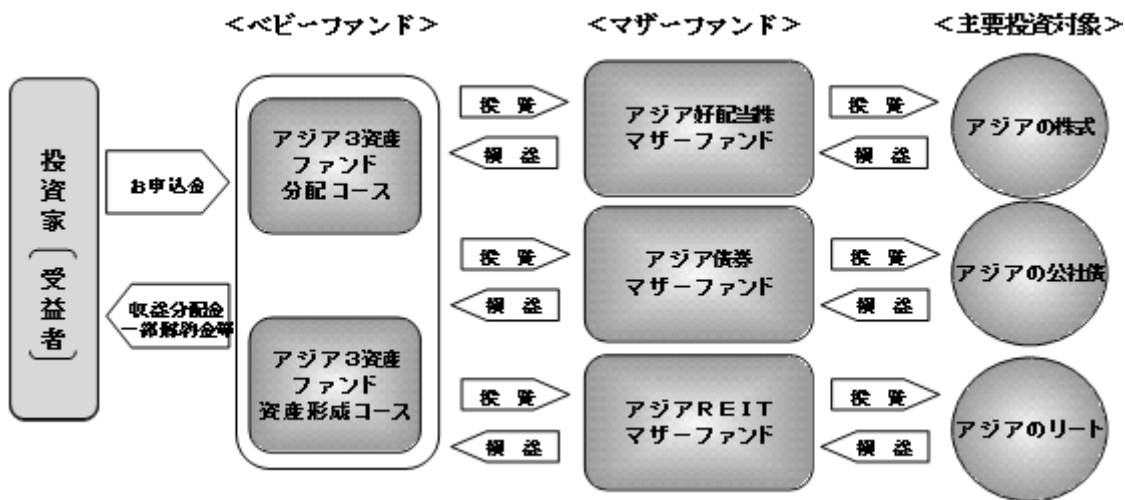 ＜ベビーファンド＞
＜マザーファンド＞
＜主要投資対象＞
投資家
受益者
お申込金
収益分配金
一部解約金等
アジア３資産
ファンド
分配コース
アジア３資産
ファンド
資産形成コース
投資
損益
アジア好配当株
マザーファンド
投資
損益
アジアの株式
投資
損益
アジア債券
マザーファンド
投資
損益
アジアの公社債
投資
損益
アジアＲＥＩＴ
マザーファンド
投資
損益
アジアのリート